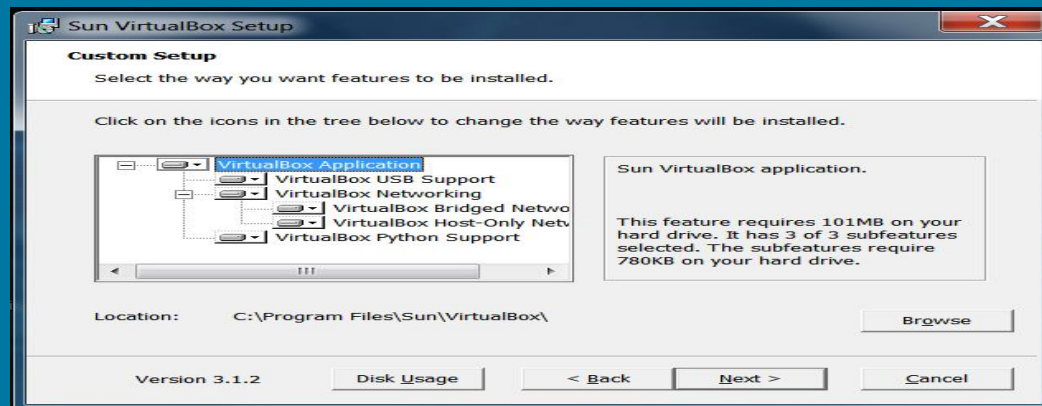 Sun VirtualBox Setup
Custom Setup
Select the way you want features to be installed.
Click on the icons in the tree below to change the way features will be installed.
VirtualBox Application
VirtualBox USB Support
VirtualBox Networking
VirtualBox Bridged Netwo
VirtualBox Host-Only Netv
VirtualBox Python Support
Sun VirtualBox application.
This feature requires 101MB on your
hard drive. It has 3 of 3 subfeatures
selected. The subfeatures require
780KB on your hard drive.
Location: C:\Program Files\Sun\VirtualBox\
Browse
Version 3.1.2 Disk Usage < Back Next > Cancel